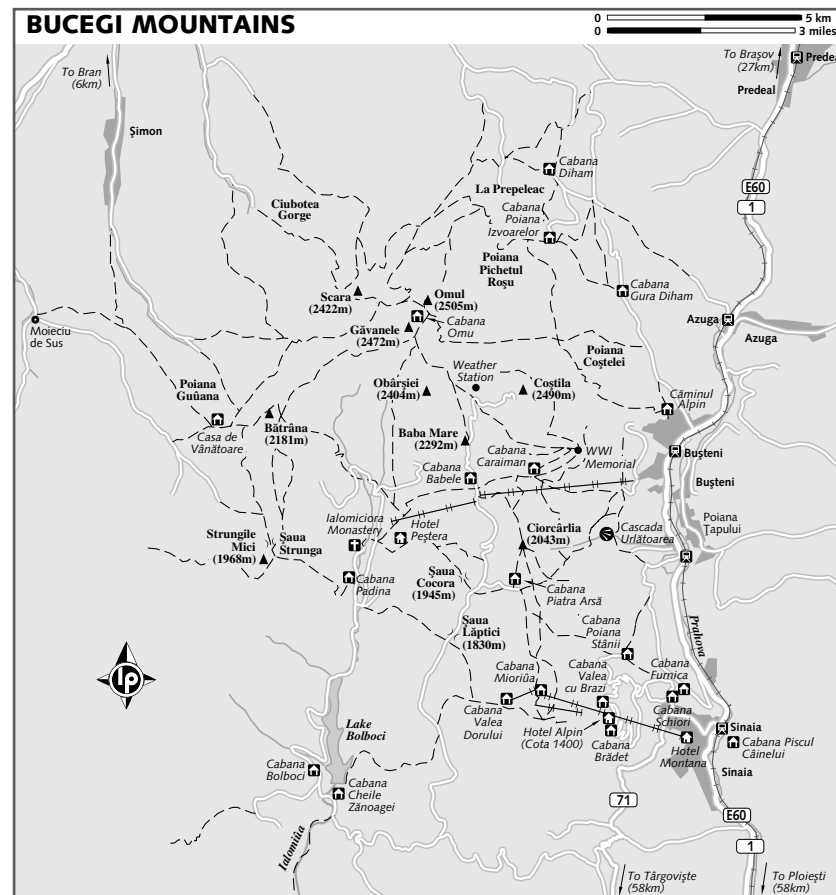 BUCEGI MOUNTAINS
0 5 km
0 3 miles
To Bran
(6km)
To Braşov
(27km)
Predeal
Şimon
E60
1
Cabana
Diham
La Prepeleac
Ciubotea
Gorge
Cabana
Poiana
Izvoarelor
Poiana
Pichetul
Roşu
Cabana
Gura Diham
Scara
(2422m)
Omul
(2505m)
Cabana
Omu
Găvanele
(2472m)
Moieciu
de Sus
Azuga
Azuga
Poiana
Coştelei
Weather
Station
Obârşiei
(2404m)
Coştila
(2490m)
Poiana
Guûana
Casa de
Vânătoare
Bătrâna
(2181m)
Căminul
Alpin
Baba Mare
(2292m)
Cabana
Caraiman
WWI
Memorial
Buşteni
Buşteni
Cabana
Babele
Ialomiciora
Monastery
Hotel
Peştera
Poiana
Ţapului
Ciorcârlia
(2043m)
Cascada
Urlătoarea
Strungile
Mici
(1968m)
Şaua
Strunga
Cabana
Padina
Şaua
Cocora
(1945m)
Cabana
Piatra Arsă
Şaua
Lăptici
(1830m)
Cabana
Poiana
Stânii
Prahova
lp
Cabana
Mioriûa
Cabana
Valea
cu Brazi
Cabana
Furnica
Cabana
Schiori
Cabana
Valea
Dorului
Hotel Alpin
(Cota 1400)
Cabana
Brădet
Hotel
Montana
Sinaia
Cabana Piscul
Câinelui
Sinaia
Lake
Bolboci
Cabana
Bolboci
Cabana
Cheile
Zănoagei
Ialomiûa
71
E60
1
To Târgovişte
(58km)
To Ploieşti
(58km)